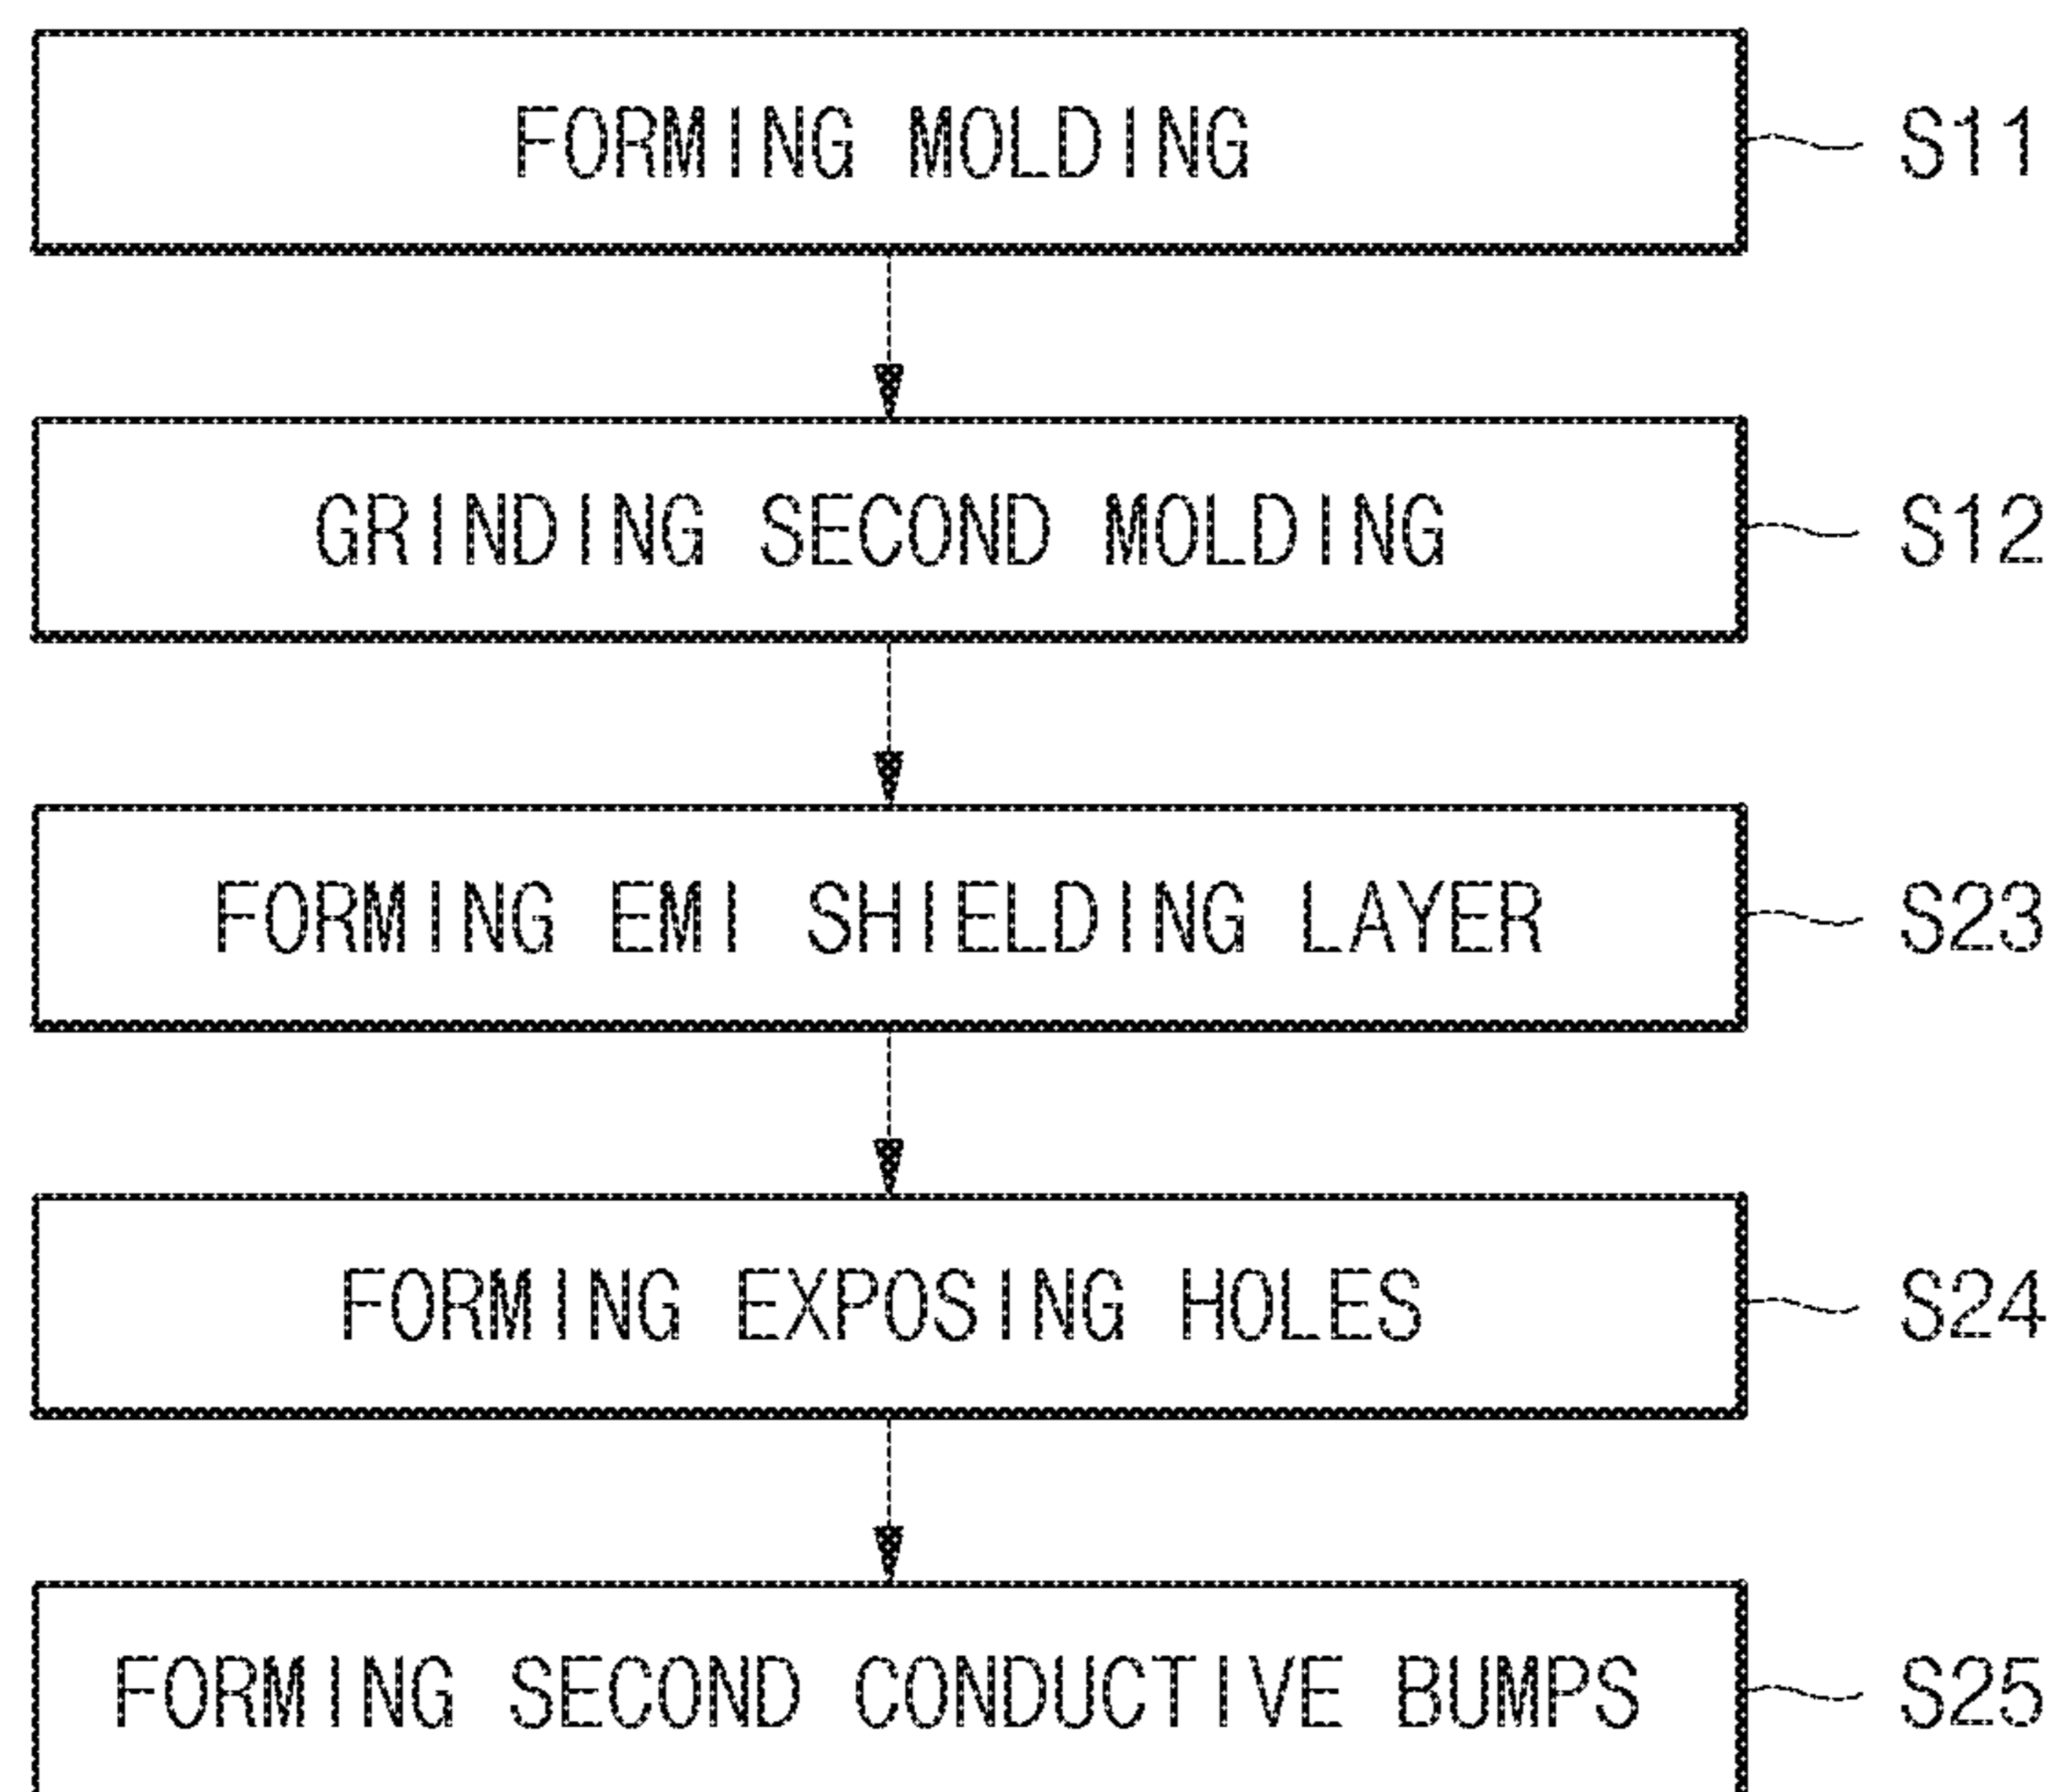 FORMING MOLDING S11
GRINDING SECOND MOLDING S12
FORMING EMI SHIELDING LAYER S23
FORMING EXPOSING HOLES S24
FORMING SECOND CONDUCTIVE BUMPS S25